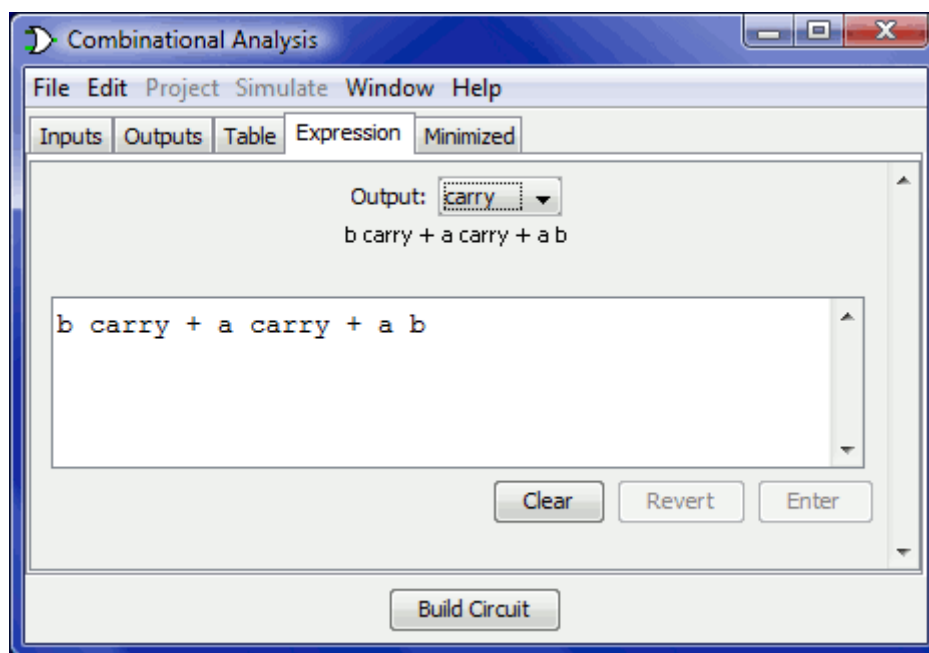 Combinational Analysis
File Edit Project Simulate Window Help
Inputs Outputs Table Expression Minimized
Output: carry
b carry + a carry + a b
b carry + a carry + a b
Clear Revert Enter
Build Circuit